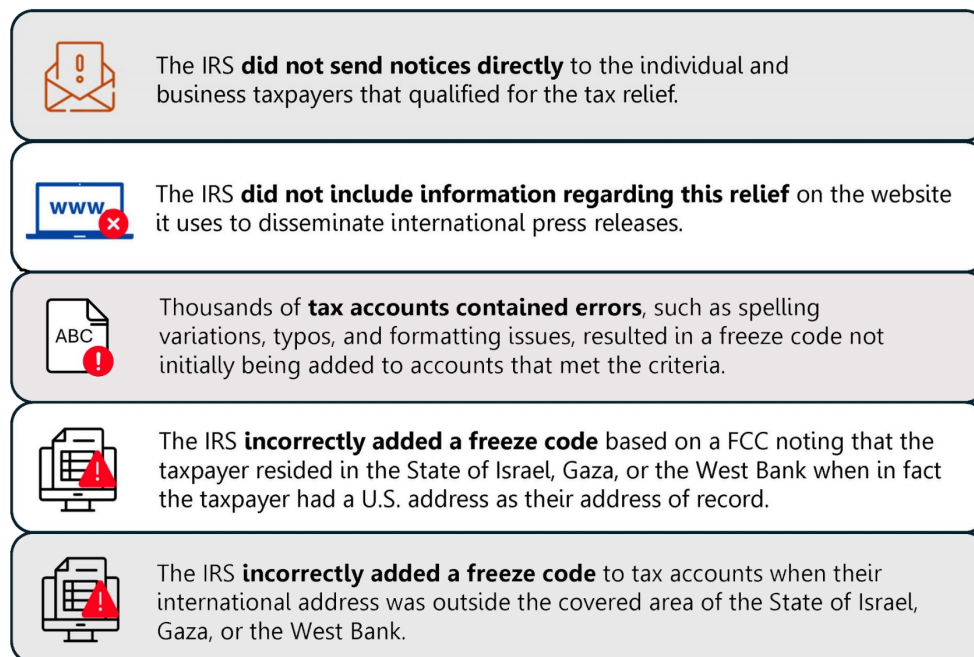 The IRS did not send notices directly to the individual and
business taxpayers that qualified for the tax relief.
www.
The IRS did not include information regarding this relief on the website
it uses to disseminate international press releases.
ABC
Thousands of tax accounts contained errors, such as spelling
variations, typos, and formatting issues, resulted in a freeze code not
initially being added to accounts that met the criteria.
The IRS incorrectly added a freeze code based on a FCC noting that the
taxpayer resided in the State of Israel, Gaza, or the West Bank when in fact
the taxpayer had a U.S. address as their address of record.
The IRS incorrectly added a freeze code to tax accounts when their
international address was outside the covered area of the State of Israel,
Gaza, or the West Bank.